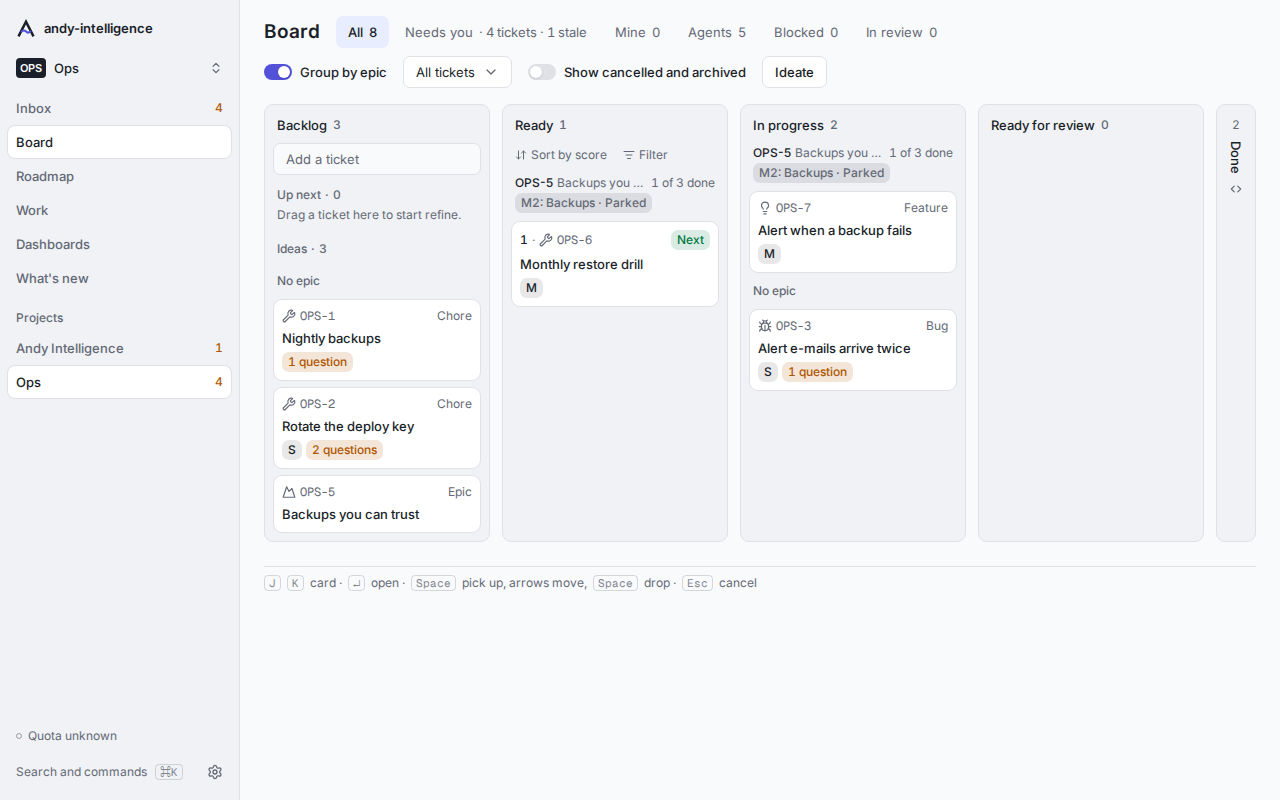 andy-intelligence
OPS Ops
Inbox 4
Board
Roadmap
Work
Dashboards
What's new
Projects
Andy Intelligence 1
Ops 4
Quota unknown
Search and commands ⌘K
Board All 8 Needs you · 4 tickets · 1 stale Mine 0 Agents 5 Blocked 0 In review 0
Group by epic All tickets Show cancelled and archived Ideate
Backlog 3
Add a ticket
Up next · 0
Drag a ticket here to start refine.
Ideas · 3
No epic
OPS-1 Chore
Nightly backups
1 question
OPS-2 Chore
Rotate the deploy key
S 2 questions
OPS-5 Epic
Backups you can trust
Ready 1
Sort by score Filter
OPS-5 Backups you ... 1 of 3 done
M2: Backups · Parked
1 · OPS-6 Next
Monthly restore drill
M
In progress 2
OPS-5 Backups you ... 1 of 3 done
M2: Backups · Parked
OPS-7 Feature
Alert when a backup fails
M
No epic
OPS-3 Bug
Alert e-mails arrive twice
S 1 question
Ready for review 0
2
Done
J K card · ↵ open · Space pick up, arrows move, Space drop · Esc cancel